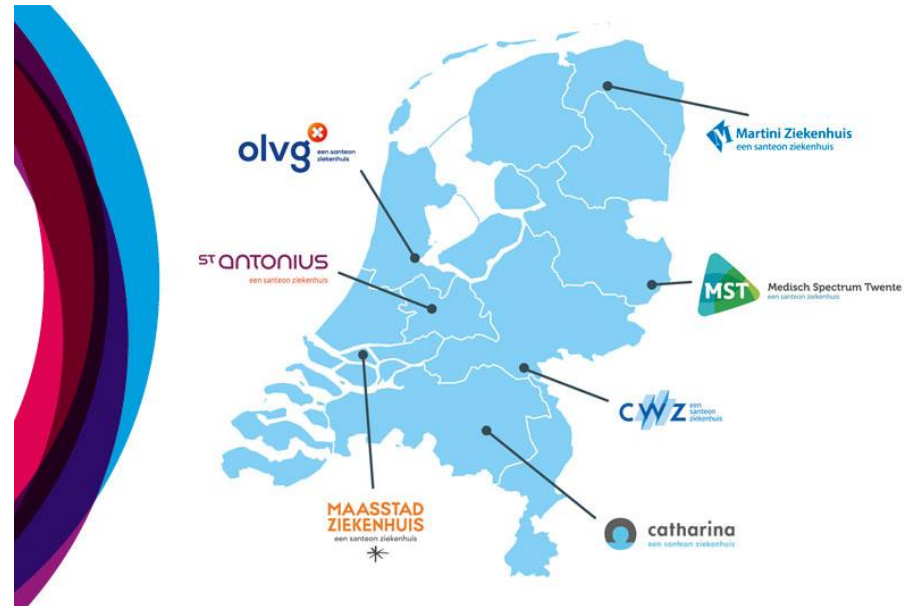 olvg
een santeon
ziekenhuis
Martini Ziekenhuis
een santeon ziekenhuis
ST antonius
een santeon ziekenhuis
MST
Medisch Spectrum Twente
een santeon ziekenhuis
CWZ
een
santeon
ziekenhuis
MAASSTAD
ZIEKENHUIS
een santeon ziekenhuis
catharina
een santeon ziekenhuis